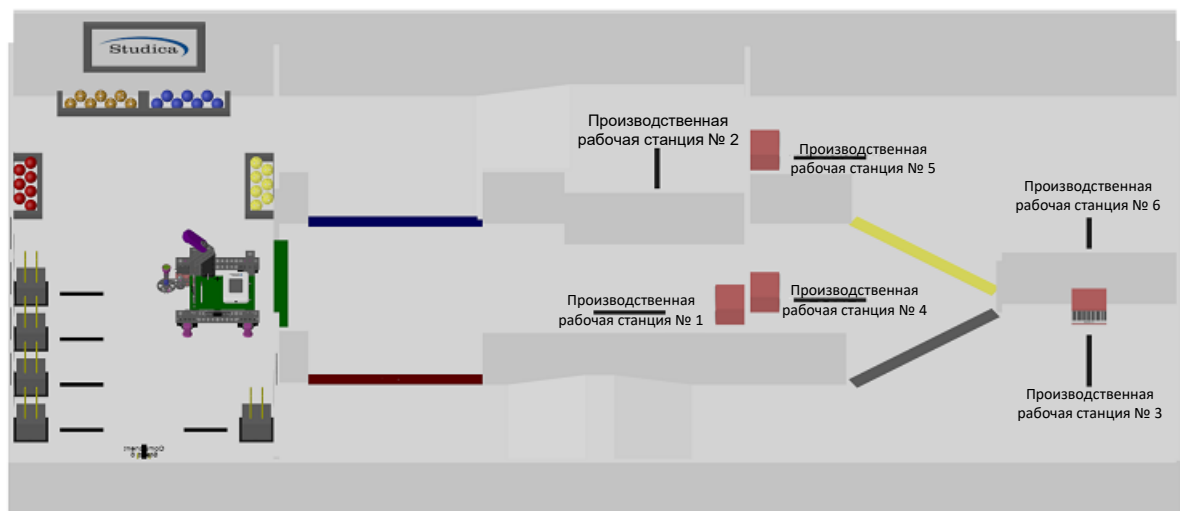 Studica
Производственная
рабочая станция № 2
Производственная
рабочая станция № 5
Производственная
рабочая станция № 6
Производственная
рабочая станция № 1
Производственная
рабочая станция № 4
Производственная
рабочая станция № 3